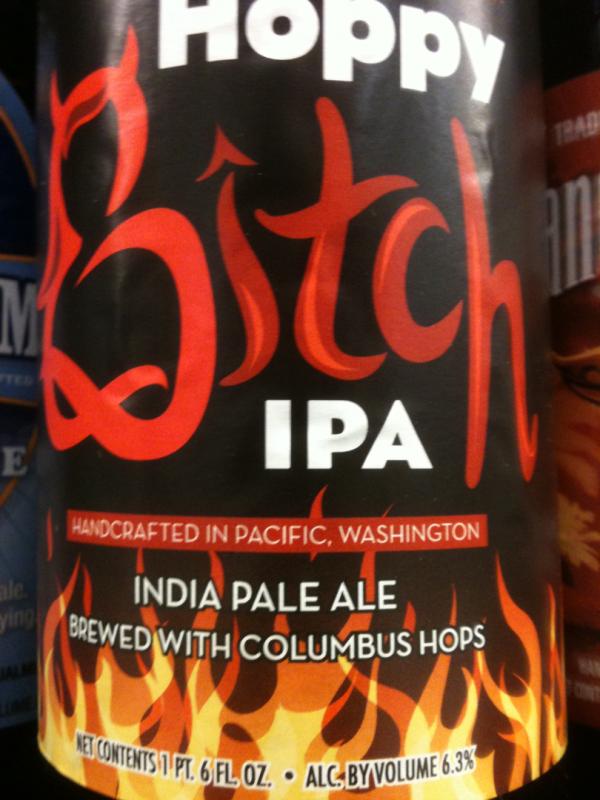 Hoppy
Bitch
IPA
HANDCRAFTED IN PACIFIC, WASHINGTON
INDIA PALE ALE
BREWED WITH COLUMBUS HOPS
NET CONTENTS 1 PT. 6 FL. OZ. • ALC. BY VOLUME 6.3%